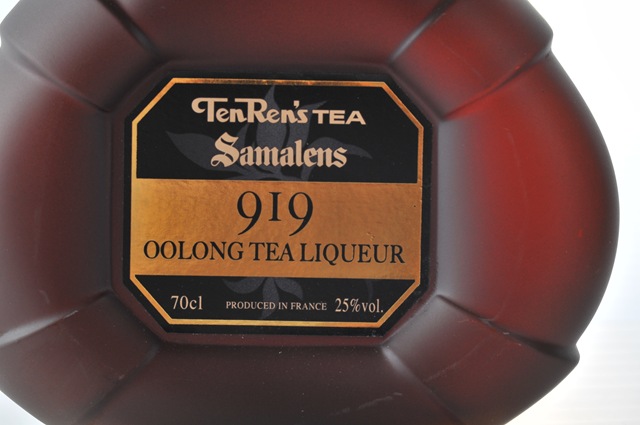 TenRen's TEA
Samalens
919
OOLONG TEA LIQUEUR
70cl PRODUCED IN FRANCE 25%vol.